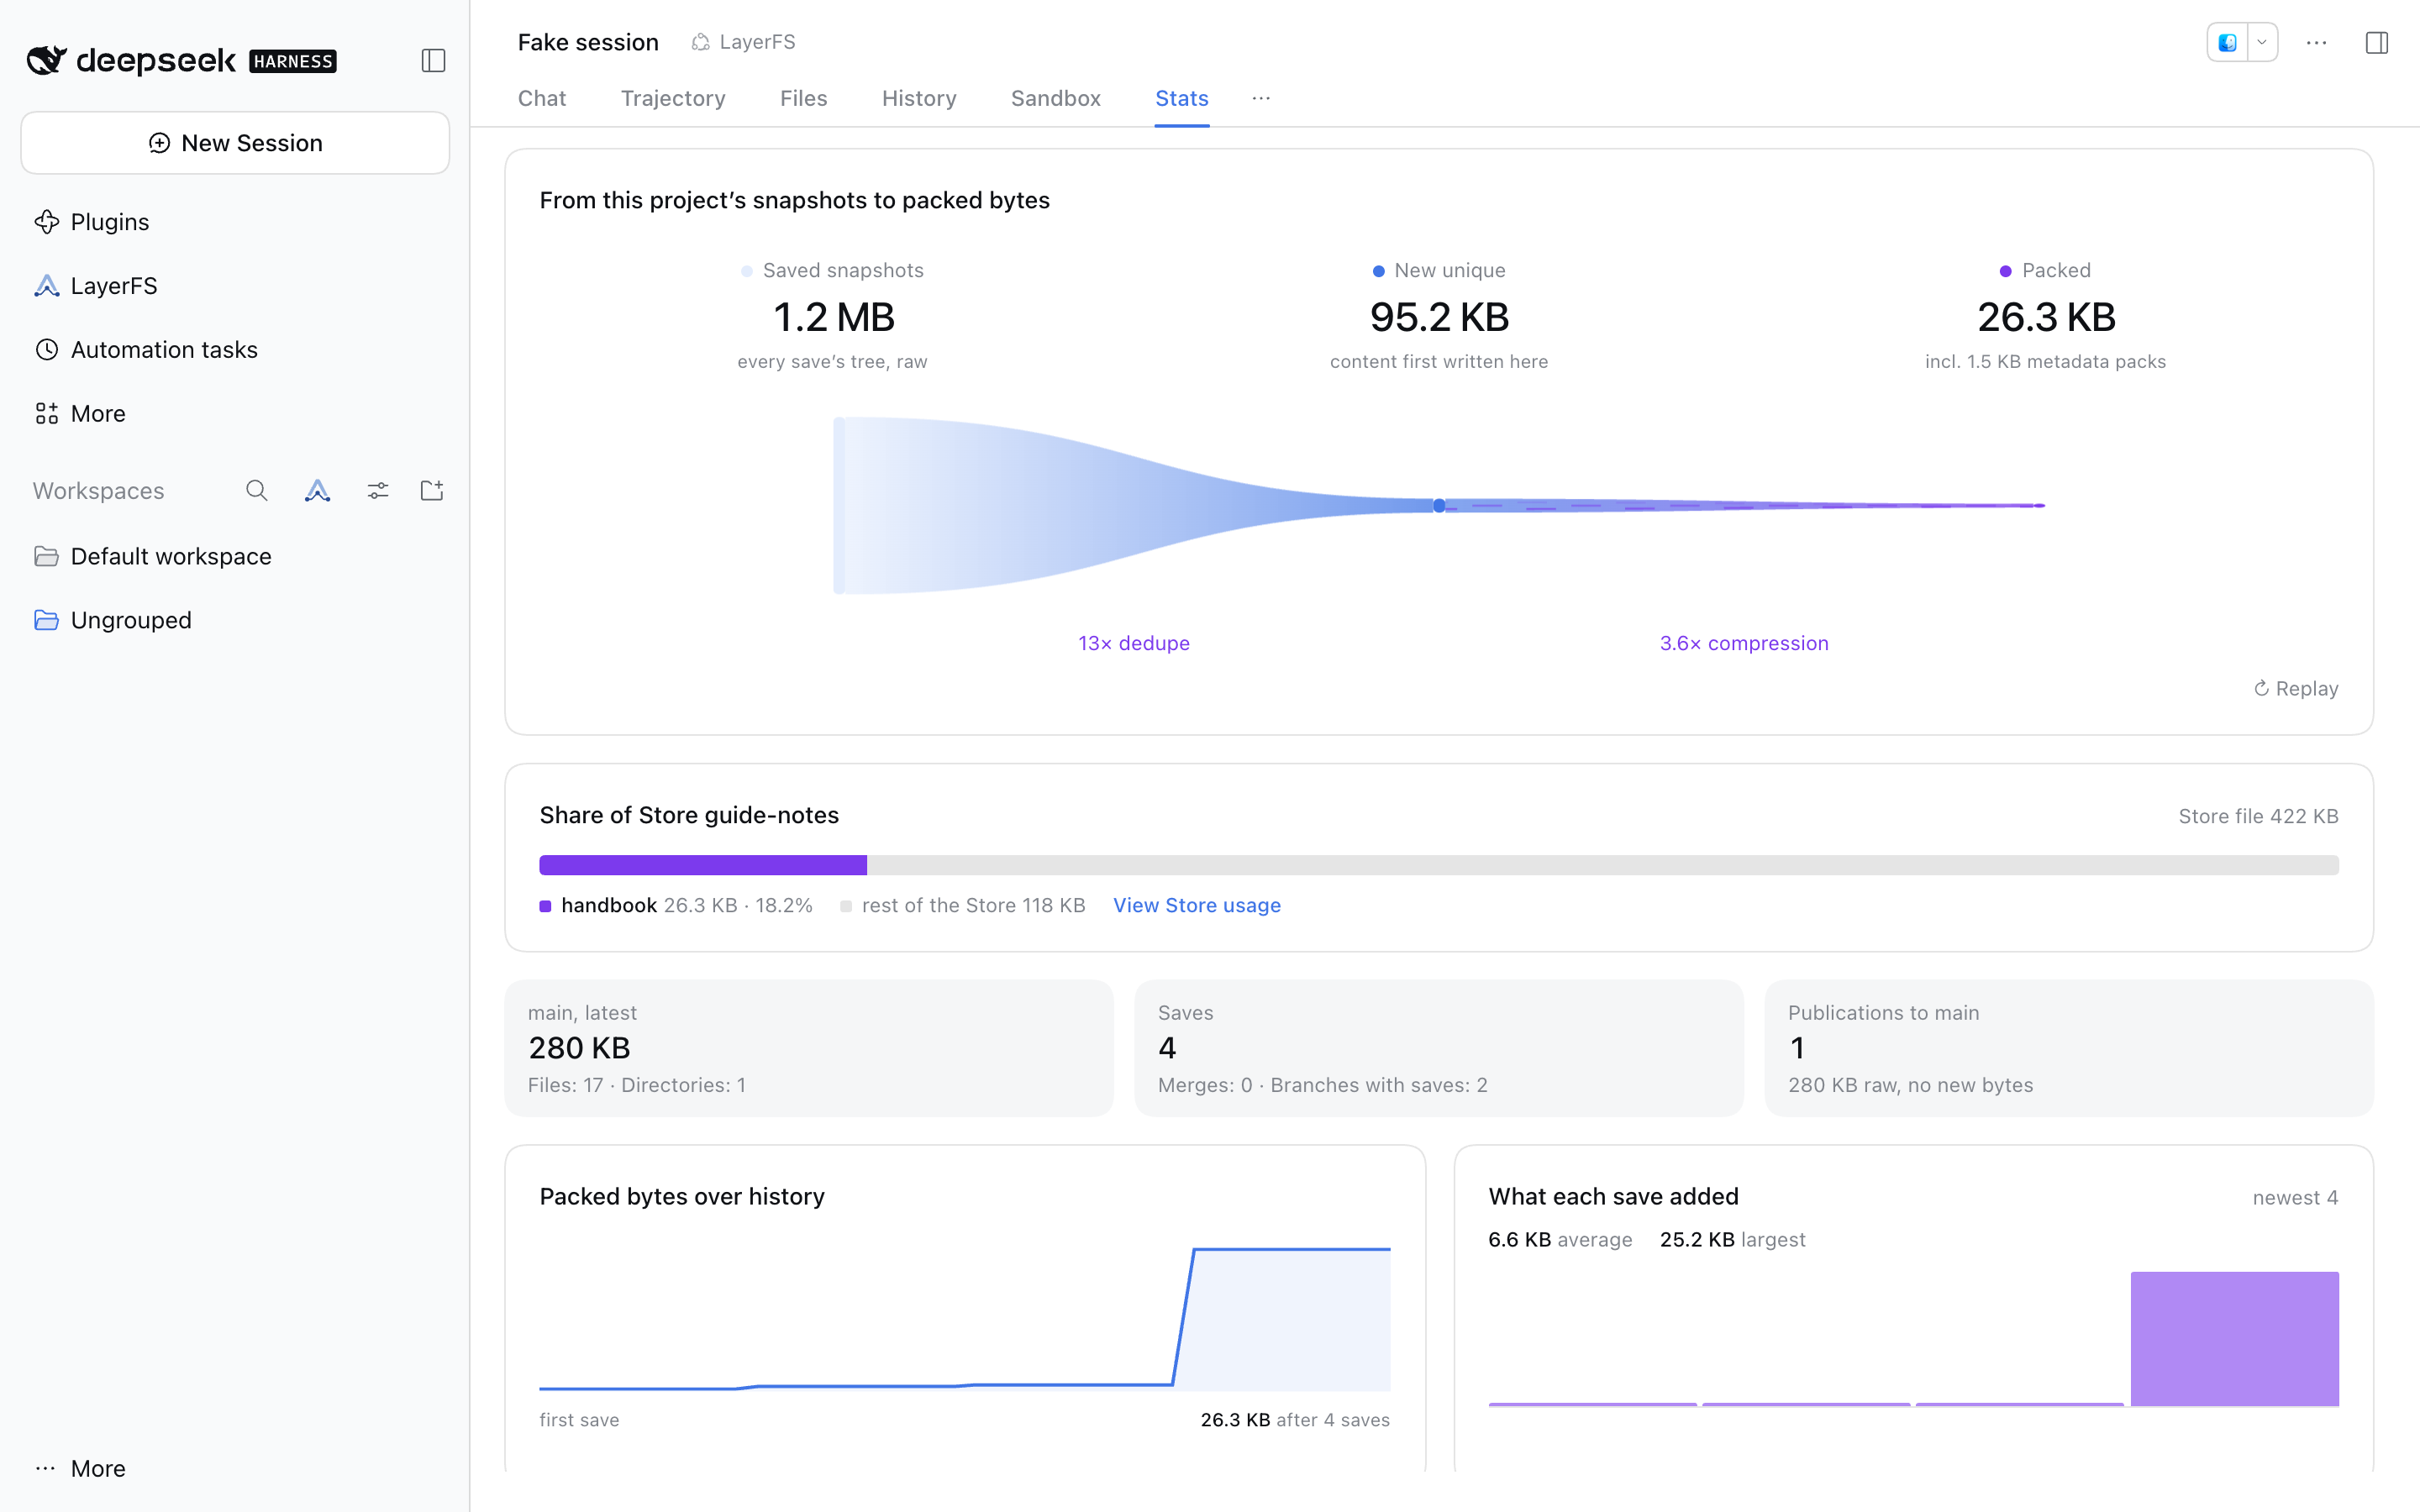 deepseek HARNESS
New Session
Plugins
LayerFS
Automation tasks
More
Workspaces
Default workspace
Ungrouped
More
Fake session LayerFS
Chat Trajectory Files History Sandbox Stats
From this project’s snapshots to packed bytes
Saved snapshots
1.2 MB
every save’s tree, raw
New unique
95.2 KB
content first written here
Packed
26.3 KB
incl. 1.5 KB metadata packs
13× dedupe
3.6× compression
Replay
Share of Store guide-notes
Store file 422 KB
handbook 26.3 KB · 18.2% rest of the Store 118 KB View Store usage
main, latest
280 KB
Files: 17 · Directories: 1
Saves
4
Merges: 0 · Branches with saves: 2
Publications to main
1
280 KB raw, no new bytes
Packed bytes over history
first save
26.3 KB after 4 saves
What each save added
newest 4
6.6 KB average 25.2 KB largest